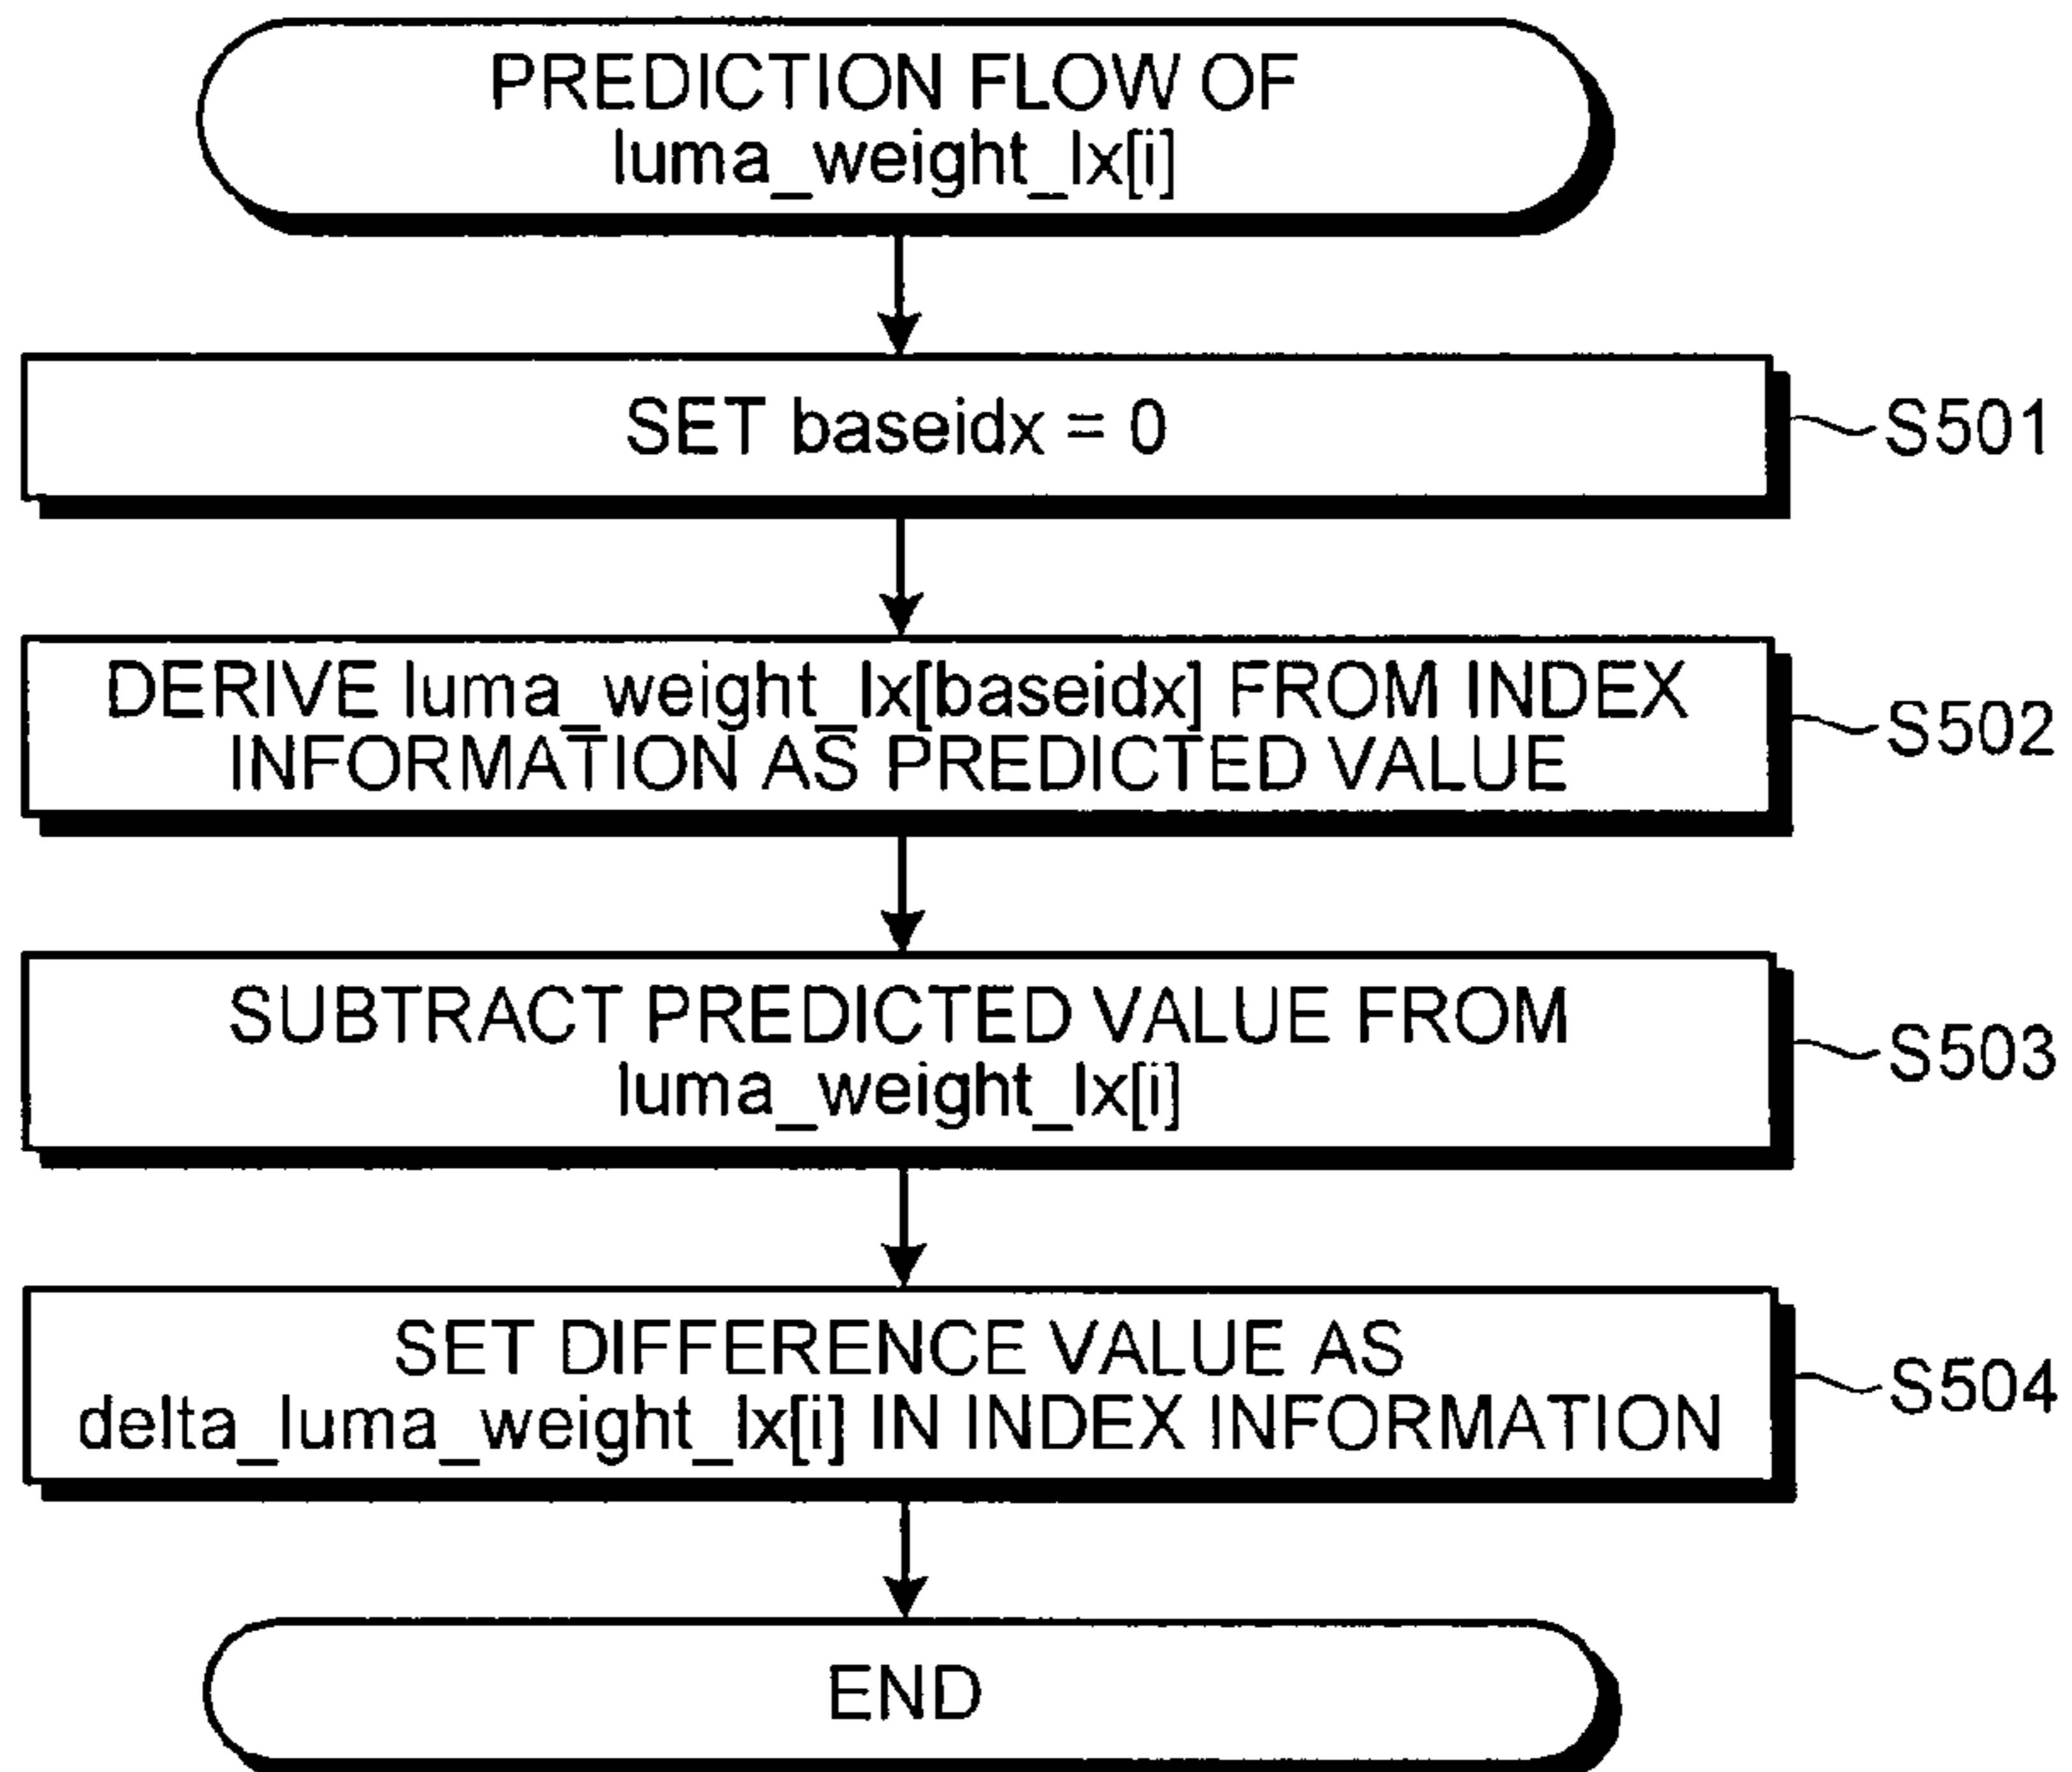 PREDICTION FLOW OF
luma_weight_lx[i]
SET baseidx = 0
S501
DERIVE luma_weight_lx[baseidx] FROM INDEX
INFORMATION AS PREDICTED VALUE
S502
SUBTRACT PREDICTED VALUE FROM
luma_weight_lx[i]
S503
SET DIFFERENCE VALUE AS
delta_luma_weight_lx[i] IN INDEX INFORMATION
S504
END